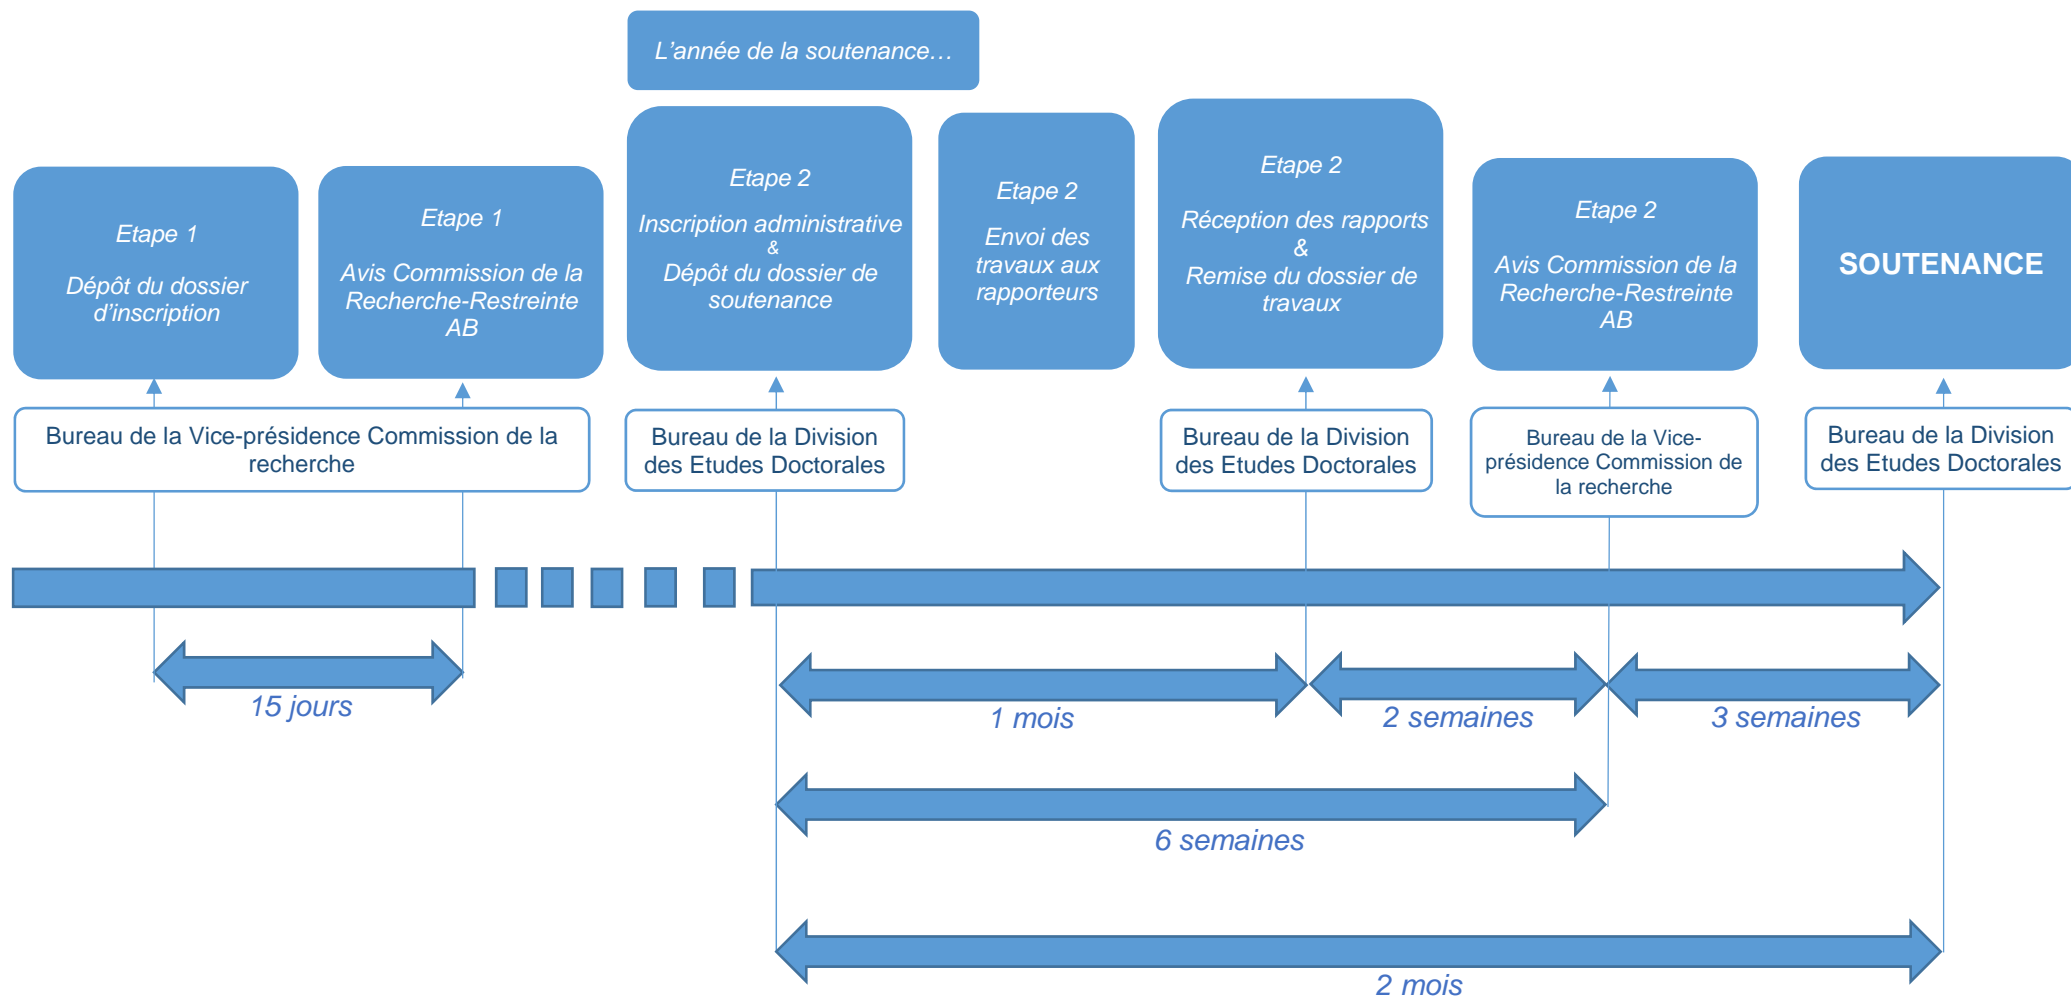 L'année de la soutenance…
Etape 1
Dépôt du dossier
d'inscription
Etape 1
Avis Commission de la
Recherche-Restreinte
AB
Etape 2
Inscription administrative
&
Dépôt du dossier de
soutenance
Etape 2
Envoi des
travaux aux
rapporteurs
Etape 2
Réception des rapports
&
Remise du dossier de
travaux
Etape 2
Avis Commission de la
Recherche-Restreinte
AB
SOUTENANCE
Bureau de la Vice-présidence Commission de la
recherche
Bureau de la Division
des Etudes Doctorales
Bureau de la Division
des Etudes Doctorales
Bureau de la Vice-
présidence Commission de
la recherche
Bureau de la Division
des Etudes Doctorales
15 jours
1 mois
2 semaines
3 semaines
6 semaines
2 mois